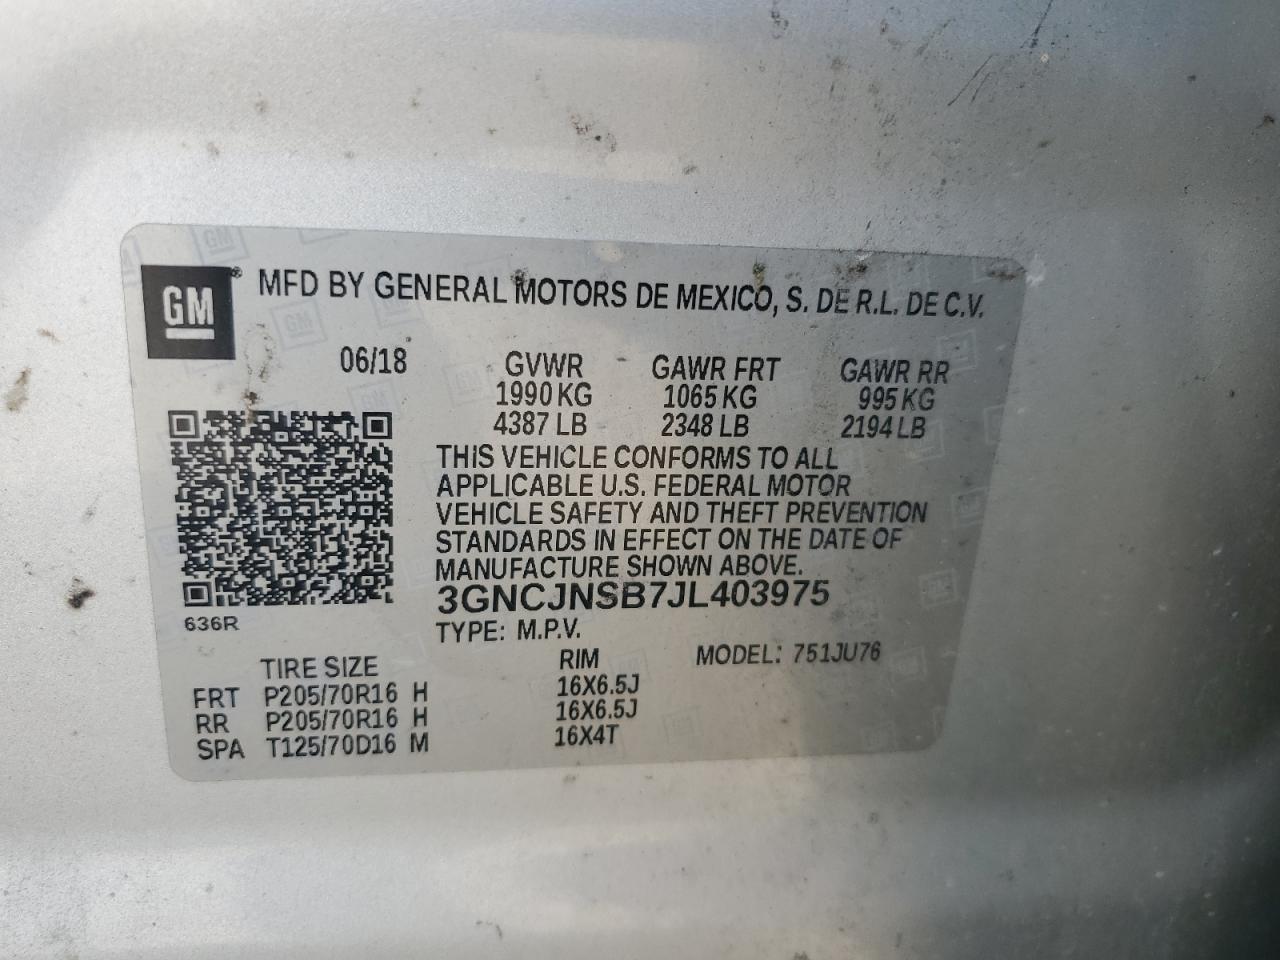 GM
MFD BY GENERAL MOTORS DE MEXICO, S. DE R.L. DE C.V.
06/18 GVWR GAWR FRT GAWR RR
1990 KG 1065 KG 995 KG
4387 LB 2348 LB 2194 LB
THIS VEHICLE CONFORMS TO ALL
APPLICABLE U.S. FEDERAL MOTOR
VEHICLE SAFETY AND THEFT PREVENTION
STANDARDS IN EFFECT ON THE DATE OF
MANUFACTURE SHOWN ABOVE.
3GNCJNSB7JL403975
636R
TYPE: M.P.V.
MODEL: 751JU76
TIRE SIZE RIM
FRT P205/70R16 H 16X6.5J
RR P205/70R16 H 16X6.5J
SPA T125/70D16 M 16X4T